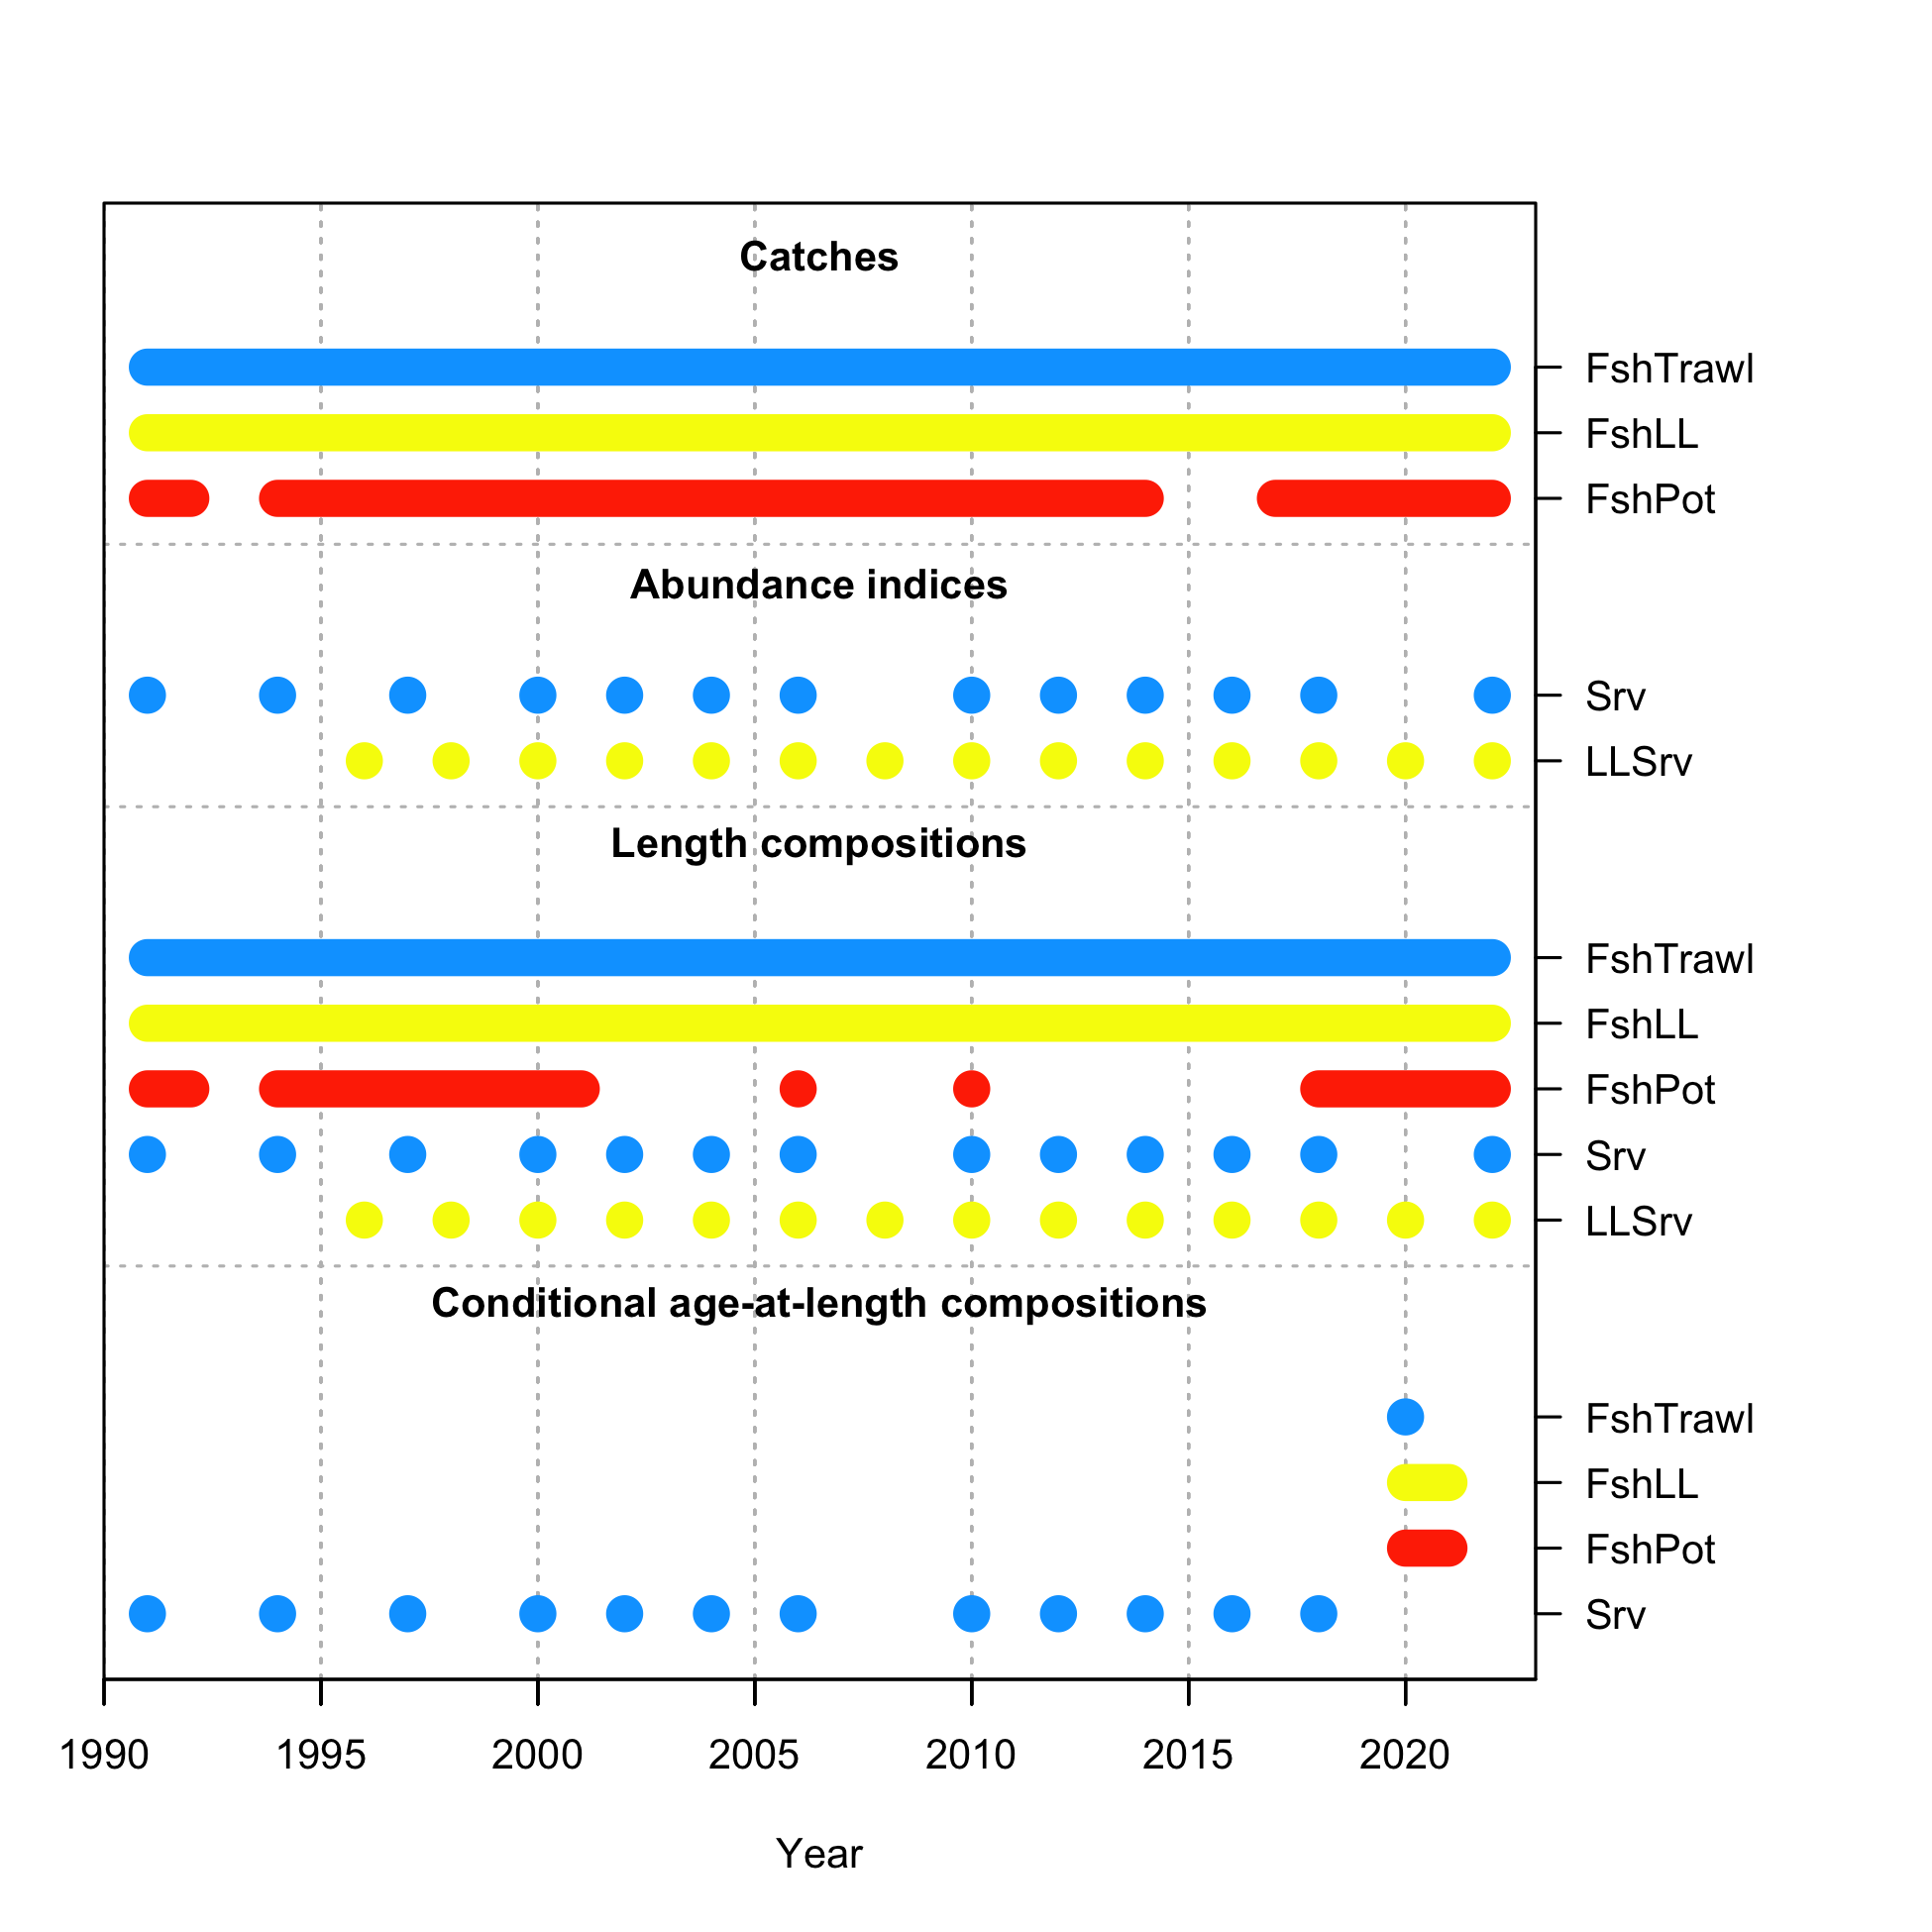 Catches
FshTrawl
FshLL
FshPot
Abundance indices
Srv
LLSrv
Length compositions
FshTrawl
FshLL
FshPot
Srv
LLSrv
Conditional age-at-length compositions
FshTrawl
FshLL
FshPot
Srv
1990 1995 2000 2005 2010 2015 2020
Year